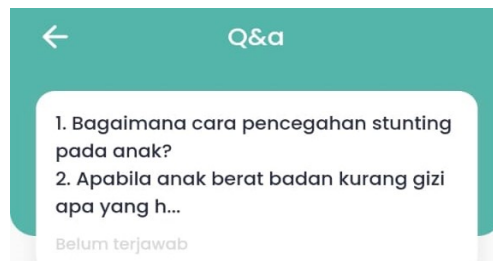 Q&a
1. Bagaimana cara pencegahan stunting
pada anak?
2. Apabila anak berat badan kurang gizi
apa yang h...
Belum terjawab